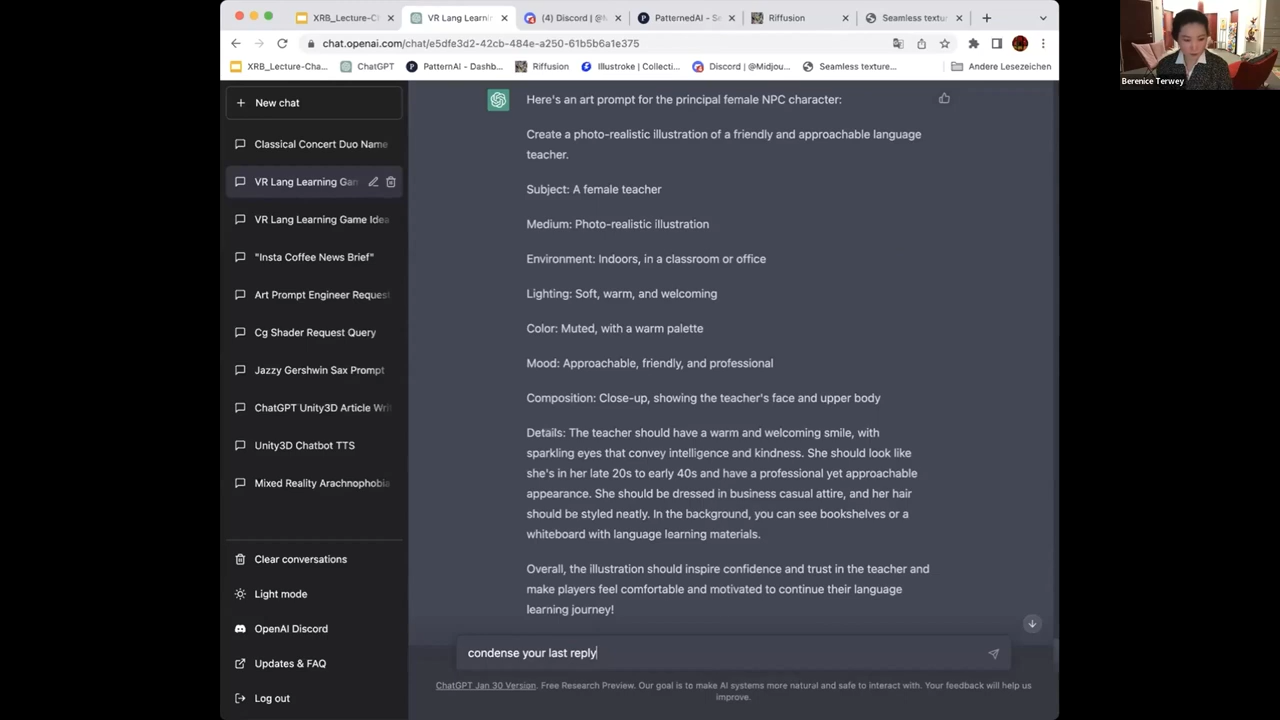 XRB_Lecture-C
VR Lang Learnin
(4) Discord | @M
PatternedAI - Se
Riffusion
Seamless textur
chat.openai.com/chat/e5dfe3d2-42cb-484e-a250-61b5b6a1e375
XRB_Lecture-Cha...
ChatGPT
PatternAI - Dashb...
Riffusion
Illustroke | Collecti...
Discord | @Midjou...
Seamless texture...
Andere Lesezeichen
Berenice Terwey
New chat
Classical Concert Duo Name
VR Lang Learning Gam
VR Lang Learning Game Idea
"Insta Coffee News Brief"
Art Prompt Engineer Request
Cg Shader Request Query
Jazzy Gershwin Sax Prompt
ChatGPT Unity3D Article Writ
Unity3D Chatbot TTS
Mixed Reality Arachnophobia
Clear conversations
Light mode
OpenAI Discord
Updates & FAQ
Log out
Here's an art prompt for the principal female NPC character:
Create a photo-realistic illustration of a friendly and approachable language
teacher.
Subject: A female teacher
Medium: Photo-realistic illustration
Environment: Indoors, in a classroom or office
Lighting: Soft, warm, and welcoming
Color: Muted, with a warm palette
Mood: Approachable, friendly, and professional
Composition: Close-up, showing the teacher's face and upper body
Details: The teacher should have a warm and welcoming smile, with
sparkling eyes that convey intelligence and kindness. She should look like
she's in her late 20s to early 40s and have a professional yet approachable
appearance. She should be dressed in business casual attire, and her hair
should be styled neatly. In the background, you can see bookshelves or a
whiteboard with language learning materials.
Overall, the illustration should inspire confidence and trust in the teacher and
make players feel comfortable and motivated to continue their language
learning journey!
condense your last reply
ChatGPT Jan 30 Version. Free Research Preview. Our goal is to make AI systems more natural and safe to interact with. Your feedback will help us
improve.